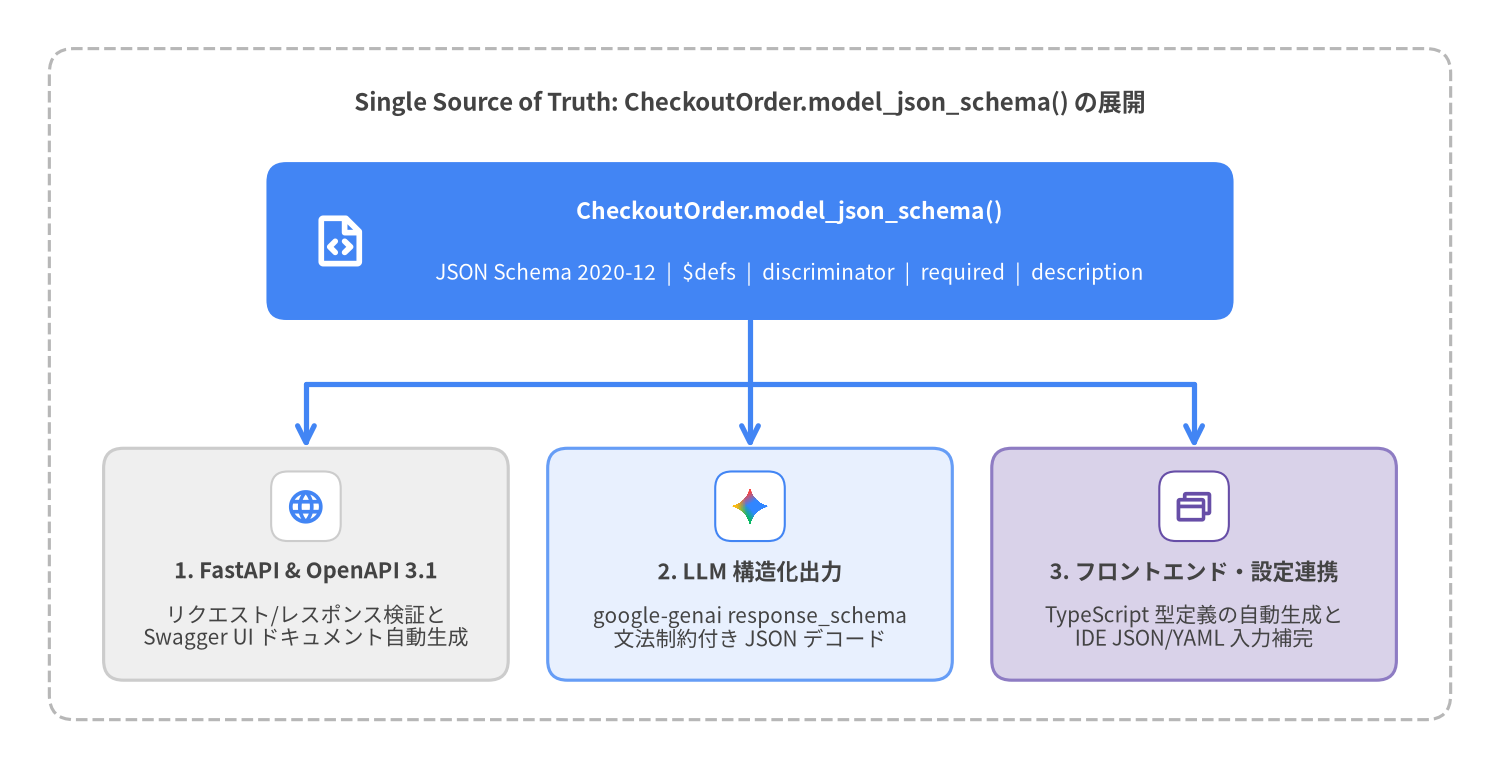 Single Source of Truth: CheckoutOrder.model_json_schema() の展開
CheckoutOrder.model_json_schema()
JSON Schema 2020-12 | $defs | discriminator | required | description
1. FastAPI & OpenAPI 3.1
リクエスト/レスポンス検証と
Swagger UI ドキュメント自動生成
2. LLM 構造化出力
google-genai response_schema
文法制約付き JSON デコード
3. フロントエンド・設定連携
TypeScript 型定義の自動生成と
IDE JSON/YAML 入力補完